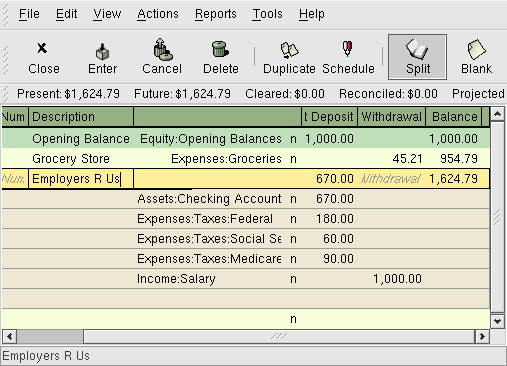 File Edit View Actions Reports Tools Help
Close Enter Cancel Delete Duplicate Schedule Split Blank
Present: $1,624.79 Future: $1,624.79 Cleared: $0.00 Reconciled: $0.00 Projected
Num Description t Deposit Withdrawal Balance
Opening Balance Equity:Opening Balances n 1,000.00 1,000.00
Grocery Store Expenses:Groceries n 45.21 954.79
Num Employers R Us 670.00 Withdrawal 1,624.79
Assets:Checking Account n 670.00
Expenses:Taxes:Federal n 180.00
Expenses:Taxes:Social Se n 60.00
Expenses:Taxes:Medicare n 90.00
Income:Salary n 1,000.00
n
Employers R Us